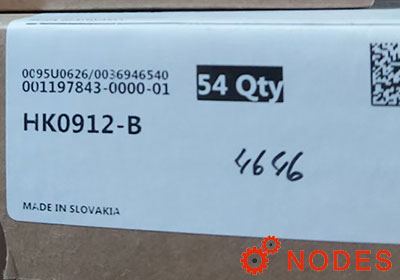 0095U0626/0036946540
001197843-0000-01
54 Qty
HK0912-B
4646
MADE IN SLOVAKIA
NODES